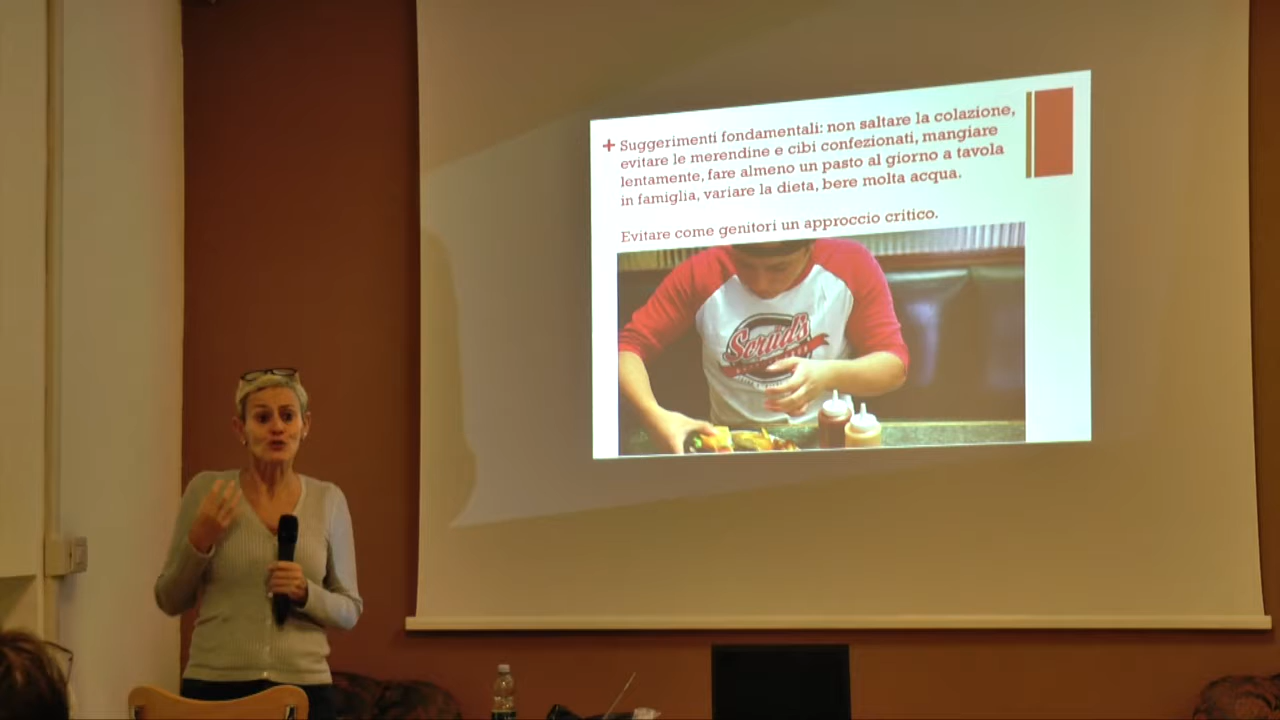 + Suggerimenti fondamentali: non saltare la colazione,
evitare le merendine e cibi confezionati, mangiare
lentamente, fare almeno un pasto al giorno a tavola
in famiglia, variare la dieta, bere molta acqua.
Evitare come genitori un approccio critico.